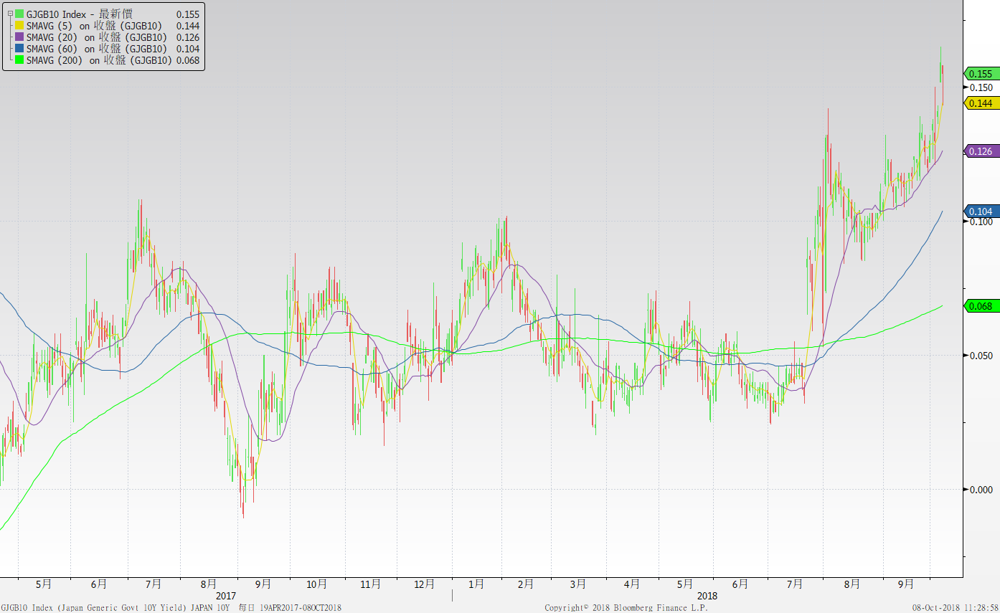 GJGB10 Index - 最新價 0.155
SMAVG (5) on 收盤 (GJGB10) 0.144
SMAVG (20) on 收盤 (GJGB10) 0.126
SMAVG (60) on 收盤 (GJGB10) 0.104
SMAVG (200) on 收盤 (GJGB10) 0.068
0.155
0.150
0.144
0.126
0.104
0.100
0.068
0.050
0.000
5月 6月 7月 8月 9月 10月 11月 12月 1月 2月 3月 4月 5月 6月 7月 8月 9月
2017 2018
GJGB10 Index (Japan Generic Govt 10Y Yield) JAPAN 10Y 每日 19APR2017-08OCT2018 Copyright© 2018 Bloomberg Finance L.P. 08-Oct-2018 11:28:58